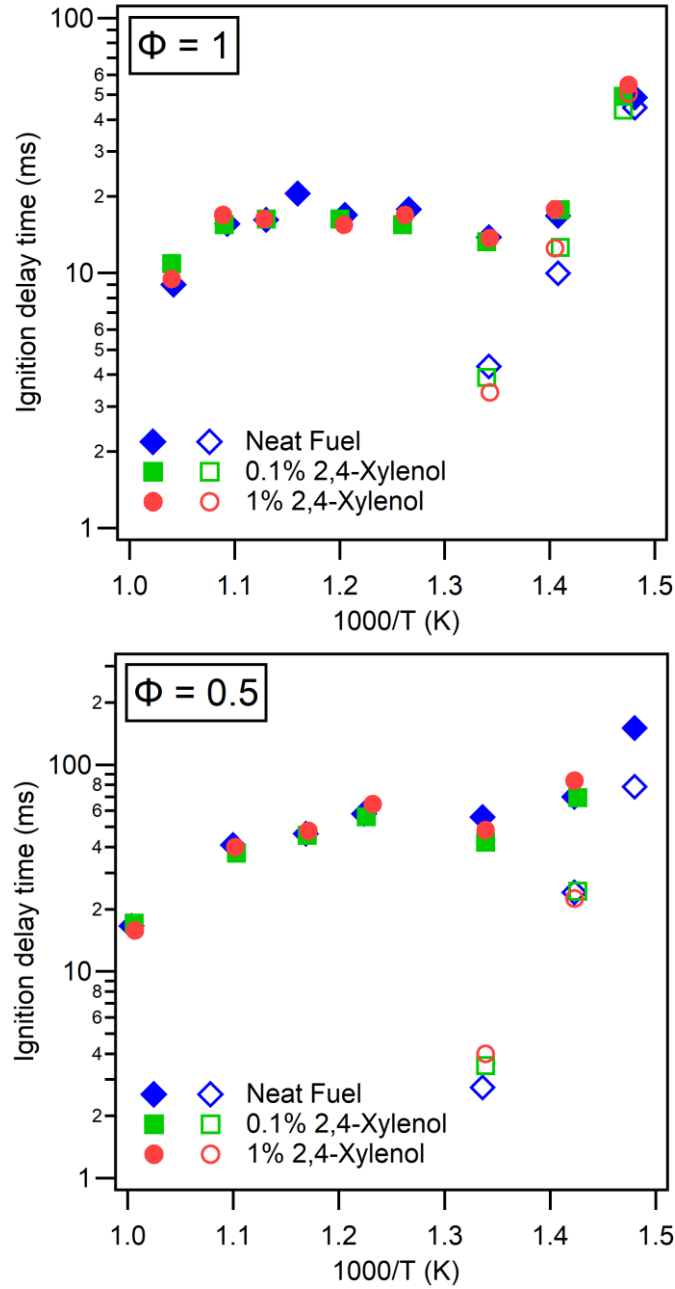 Φ = 1
Ignition delay time (ms)
100
6
5
4
3
2
10
6
5
4
3
2
1
Neat Fuel
0.1% 2,4-Xylenol
1% 2,4-Xylenol
1.0 1.1 1.2 1.3 1.4 1.5
1000/T (K)
Φ = 0.5
Ignition delay time (ms)
2
100
8
6
4
2
10
8
6
4
2
1
Neat Fuel
0.1% 2,4-Xylenol
1% 2,4-Xylenol
1.0 1.1 1.2 1.3 1.4 1.5
1000/T (K)